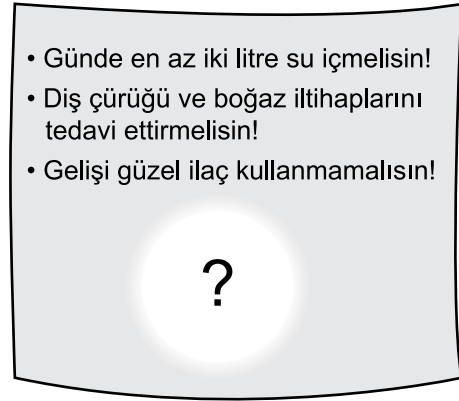 • Günde en az iki litre su içmelisin!
• Diş çürüğü ve boğaz iltihaplarını
tedavi ettirmelisin!
• Gelişi güzel ilaç kullanmamalısın!
?